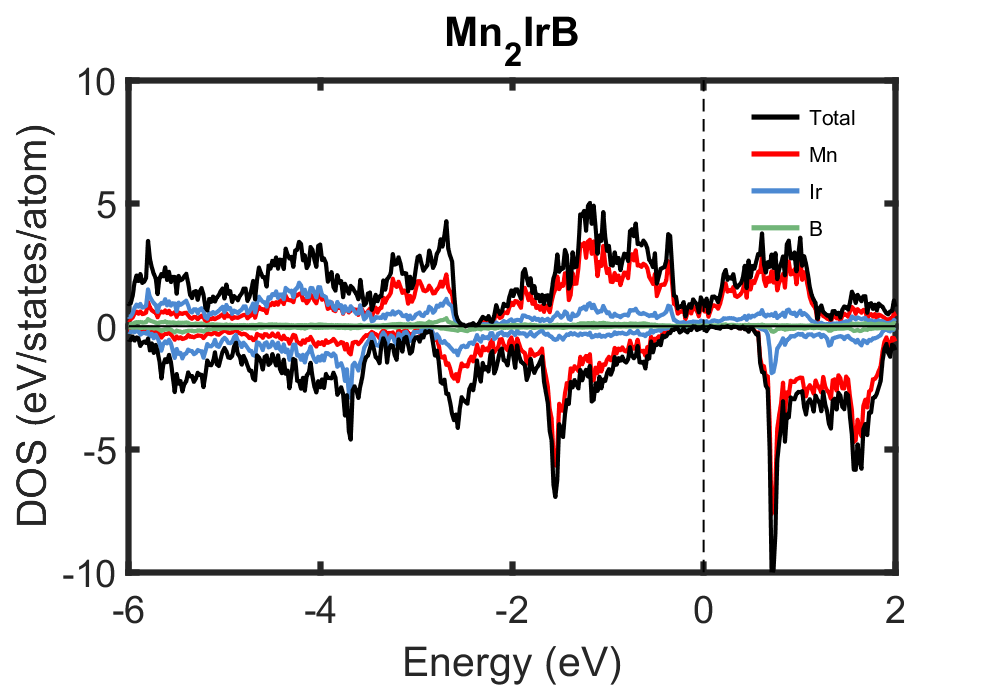 Mn₂IrB
10
5
0
-5
-10
DOS (eV/states/atom)
Total
Mn
Ir
B
-6
-4
-2
0
2
Energy (eV)